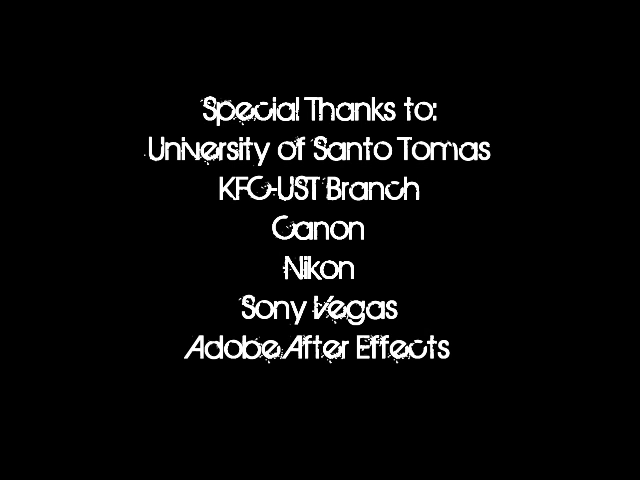 Special Thanks to:
University of Santo Tomas
KFC-UST Branch
Canon
Nikon
Sony Vegas
Adobe After Effects